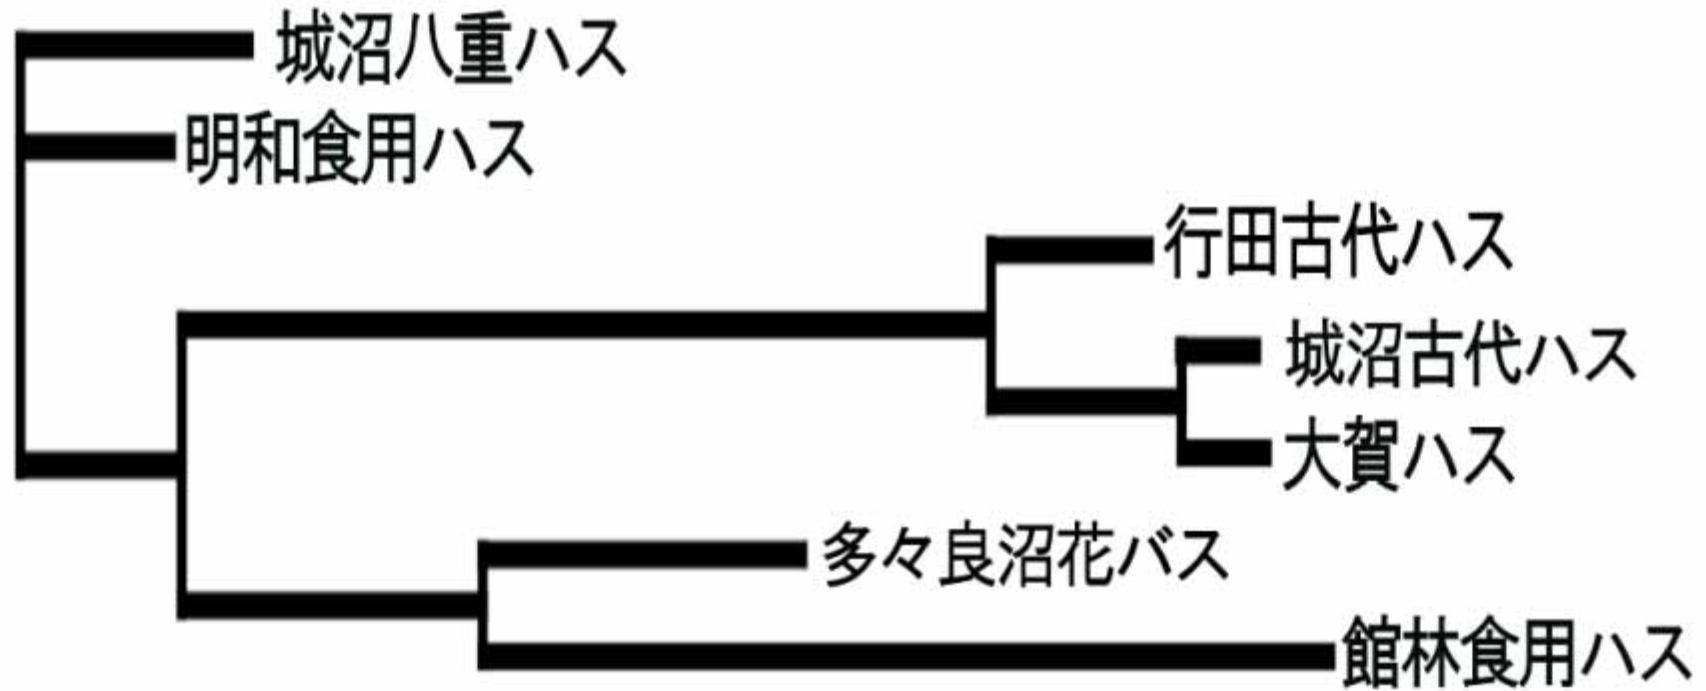 城沼八重ハス
明和食用ハス
行田古代ハス
城沼古代ハス
大賀ハス
多々良沼花バス
館林食用ハス